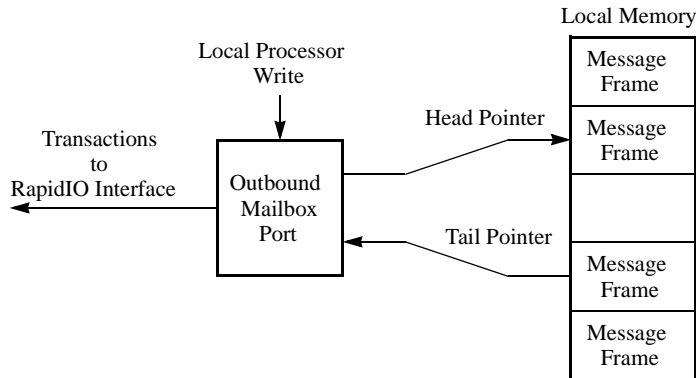 Local Memory
Local Processor
Write
Message
Frame
Head Pointer
Message
Frame
Transactions
to
RapidIO Interface
Outbound
Mailbox
Port
Tail Pointer
Message
Frame
Message
Frame